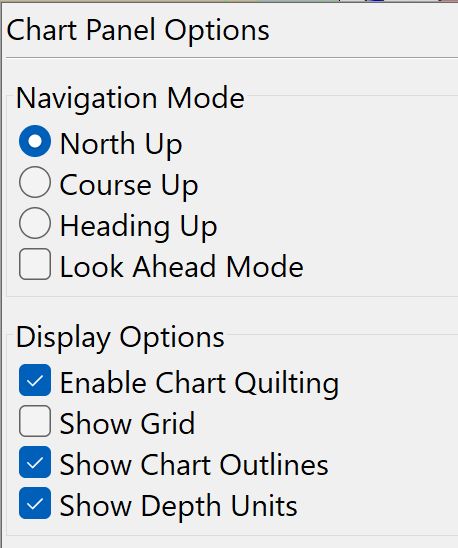 Chart Panel Options
Navigation Mode
North Up
Course Up
Heading Up
Look Ahead Mode
Display Options
Enable Chart Quilting
Show Grid
Show Chart Outlines
Show Depth Units